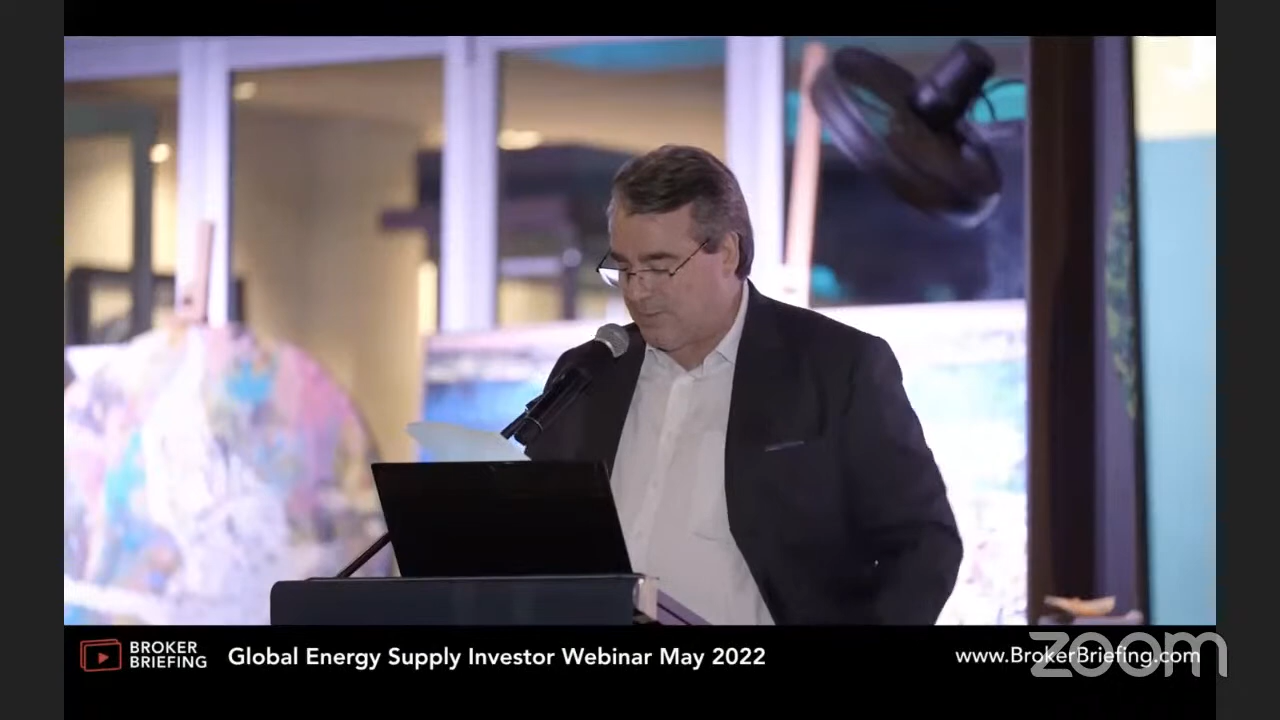 BROKER
BRIEFING
Global Energy Supply Investor Webinar May 2022
www.BrokerBriefing.com
zoom